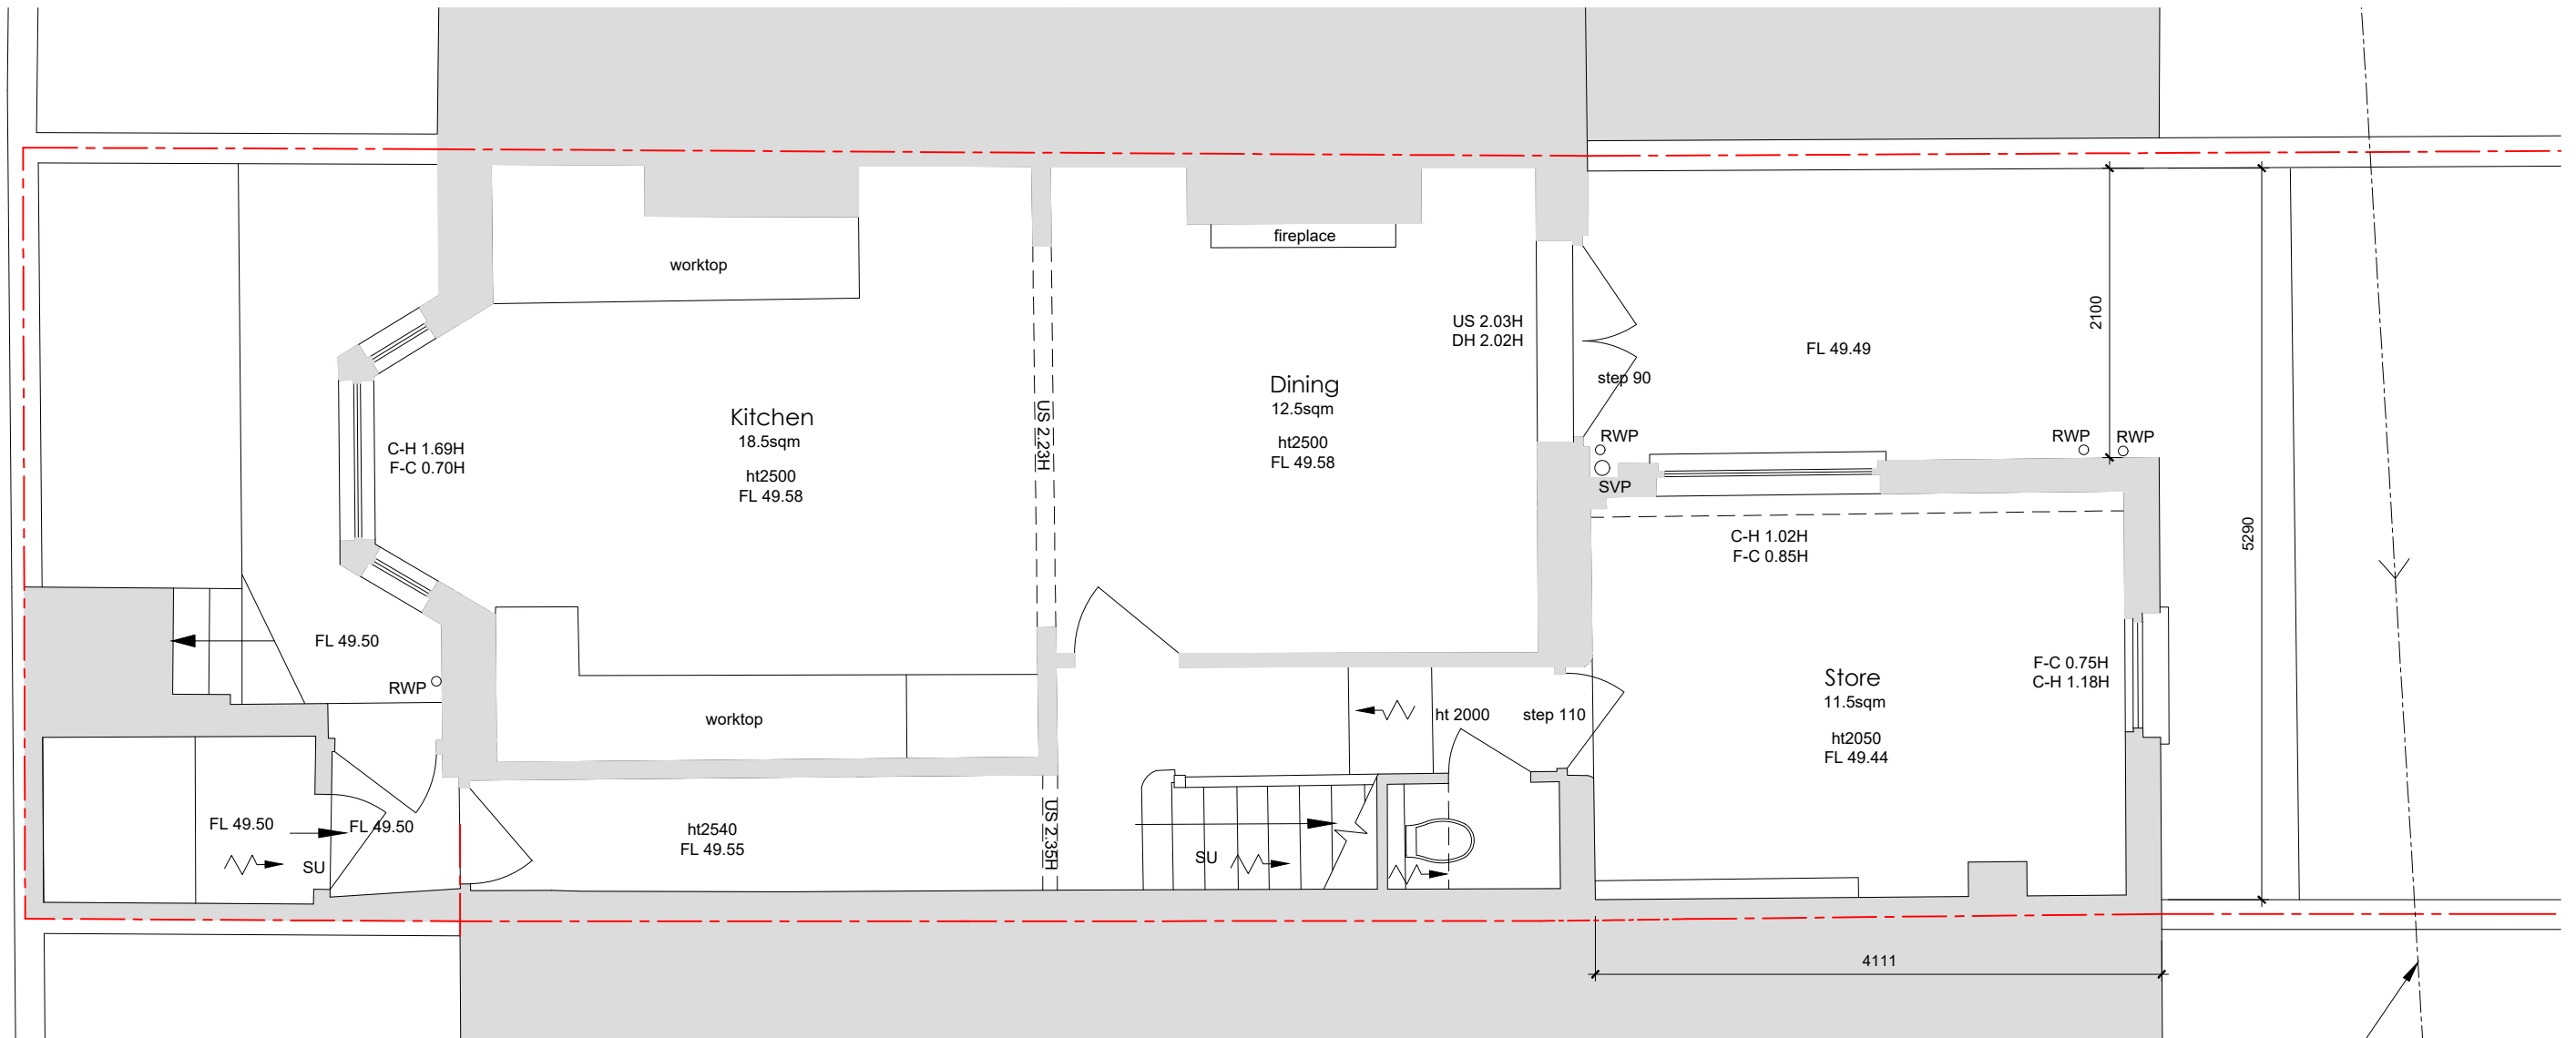 fireplace
worktop
US 2.03H
DH 2.02H
2100
FL 49.49
step 90
Kitchen
18.5sqm
ht2500
FL 49.58
C-H 1.69H
F-C 0.70H
US 2.23H
Dining
12.5sqm
ht2500
FL 49.58
RWP
SVP
RWP
RWP
C-H 1.02H
F-C 0.85H
5290
FL 49.50
RWP
worktop
ht 2000
step 110
Store
11.5sqm
ht2050
FL 49.44
F-C 0.75H
C-H 1.18H
FL 49.50
FL 49.50
SU
ht2540
FL 49.55
US 2.35H
SU
4111